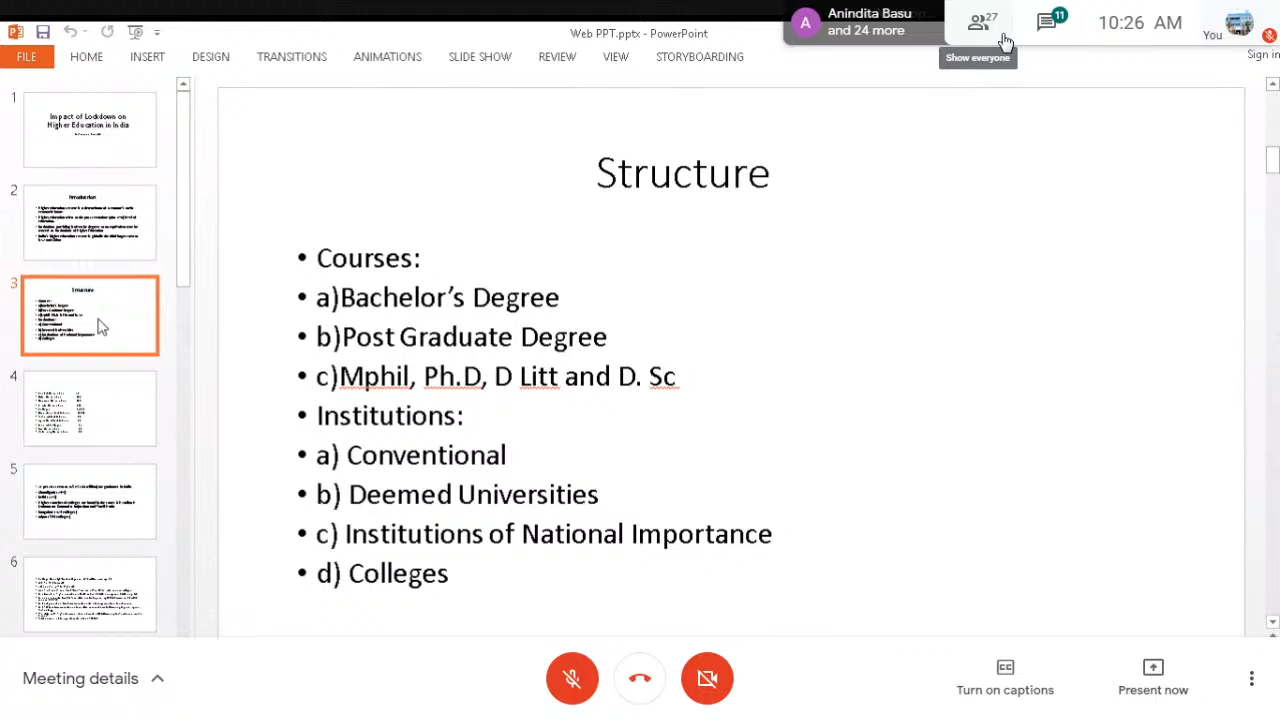 Web PPT.pptx - PowerPoint
A
Anindita Basu
and 24 more
27
11
10:26 AM
You
Show everyone
Sign in
FILE HOME INSERT DESIGN TRANSITIONS ANIMATIONS SLIDE SHOW REVIEW VIEW STORYBOARDING
1
Impact of Lockdown on
Higher Education in India
2
Introduction
3
Structure
4
5
6
Structure
• Courses:
• a)Bachelor’s Degree
• b)Post Graduate Degree
• c)Mphil, Ph.D, D Litt and D. Sc
• Institutions:
• a) Conventional
• b) Deemed Universities
• c) Institutions of National Importance
• d) Colleges
Meeting details
CC
Turn on captions
Present now